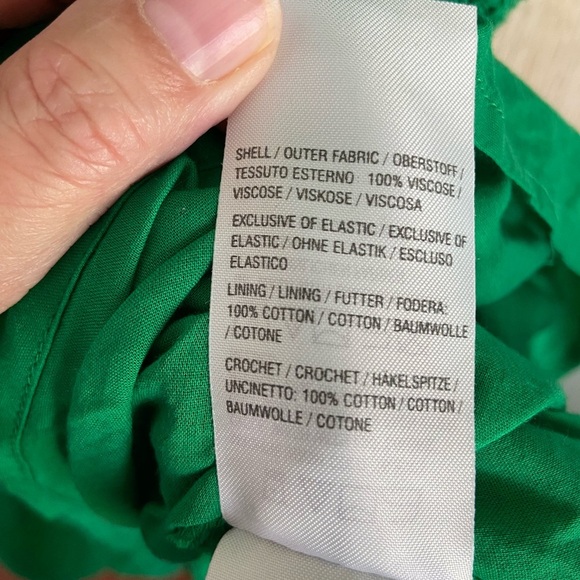 SHELL / OUTER FABRIC / OBERSTOFF /
TESSUTO ESTERNO 100% VISCOSE /
VISCOSE / VISKOSE / VISCOSA
EXCLUSIVE OF ELASTIC / EXCLUSIVE OF
ELASTIC / OHNE ELASTIK / ESCLUSO
ELASTICO
LINING / LINING / FUTTER / FODERA:
100% COTTON / COTTON / BAUMWOLLE
/ COTONE
CROCHET / CROCHET / HAKELSPITZE /
UNCINETTO: 100% COTTON / COTTON /
BAUMWOLLE / COTONE